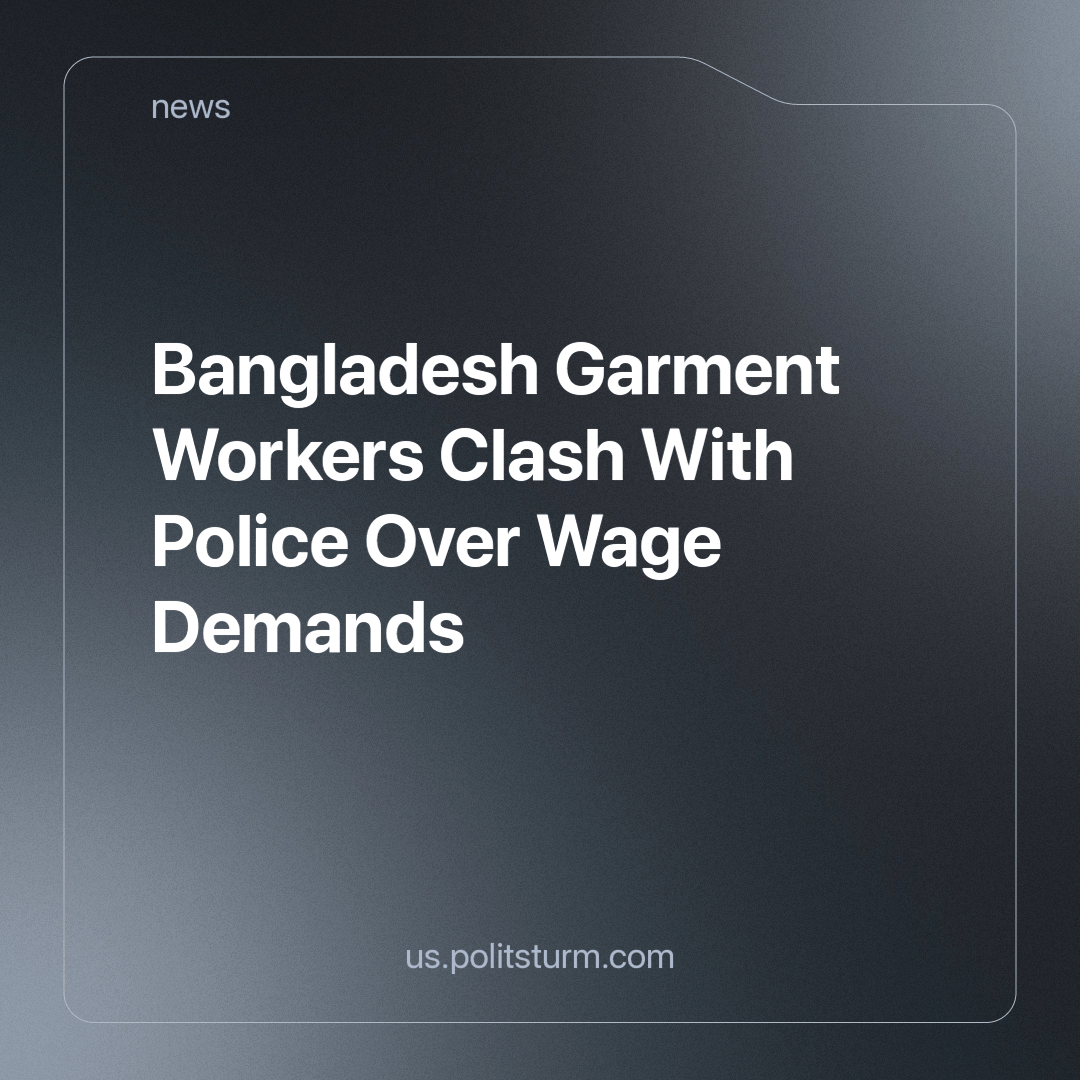 news
Bangladesh Garment
Workers Clash With
Police Over Wage
Demands
us.politsturm.com